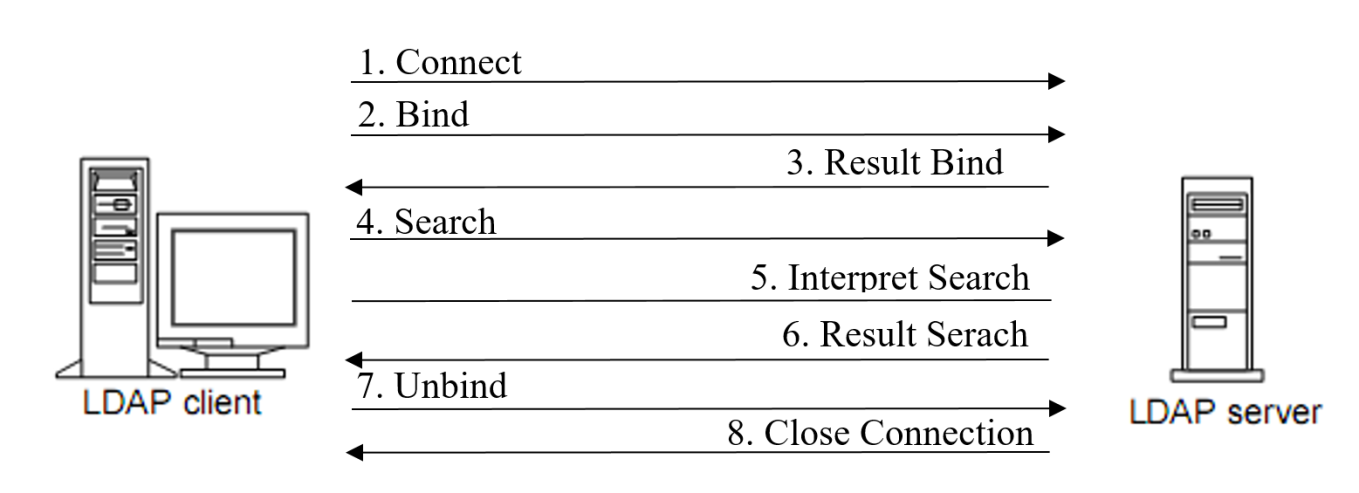 1. Connect
2. Bind
3. Result Bind
4. Search
5. Interpret Search
6. Result Serach
7. Unbind
8. Close Connection
LDAP client
LDAP server